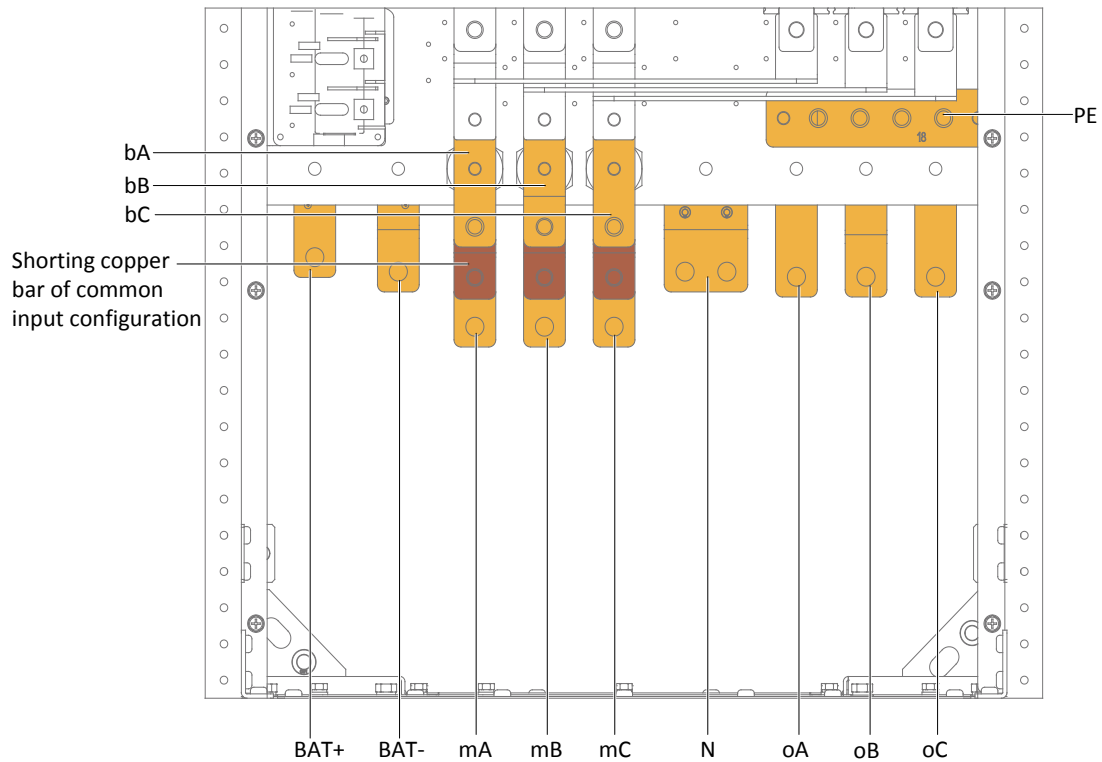 PE
bA
bB
bC
18
Shorting copper
bar of common
input configuration
BAT+ BAT- mA mB mC N oA oB oC